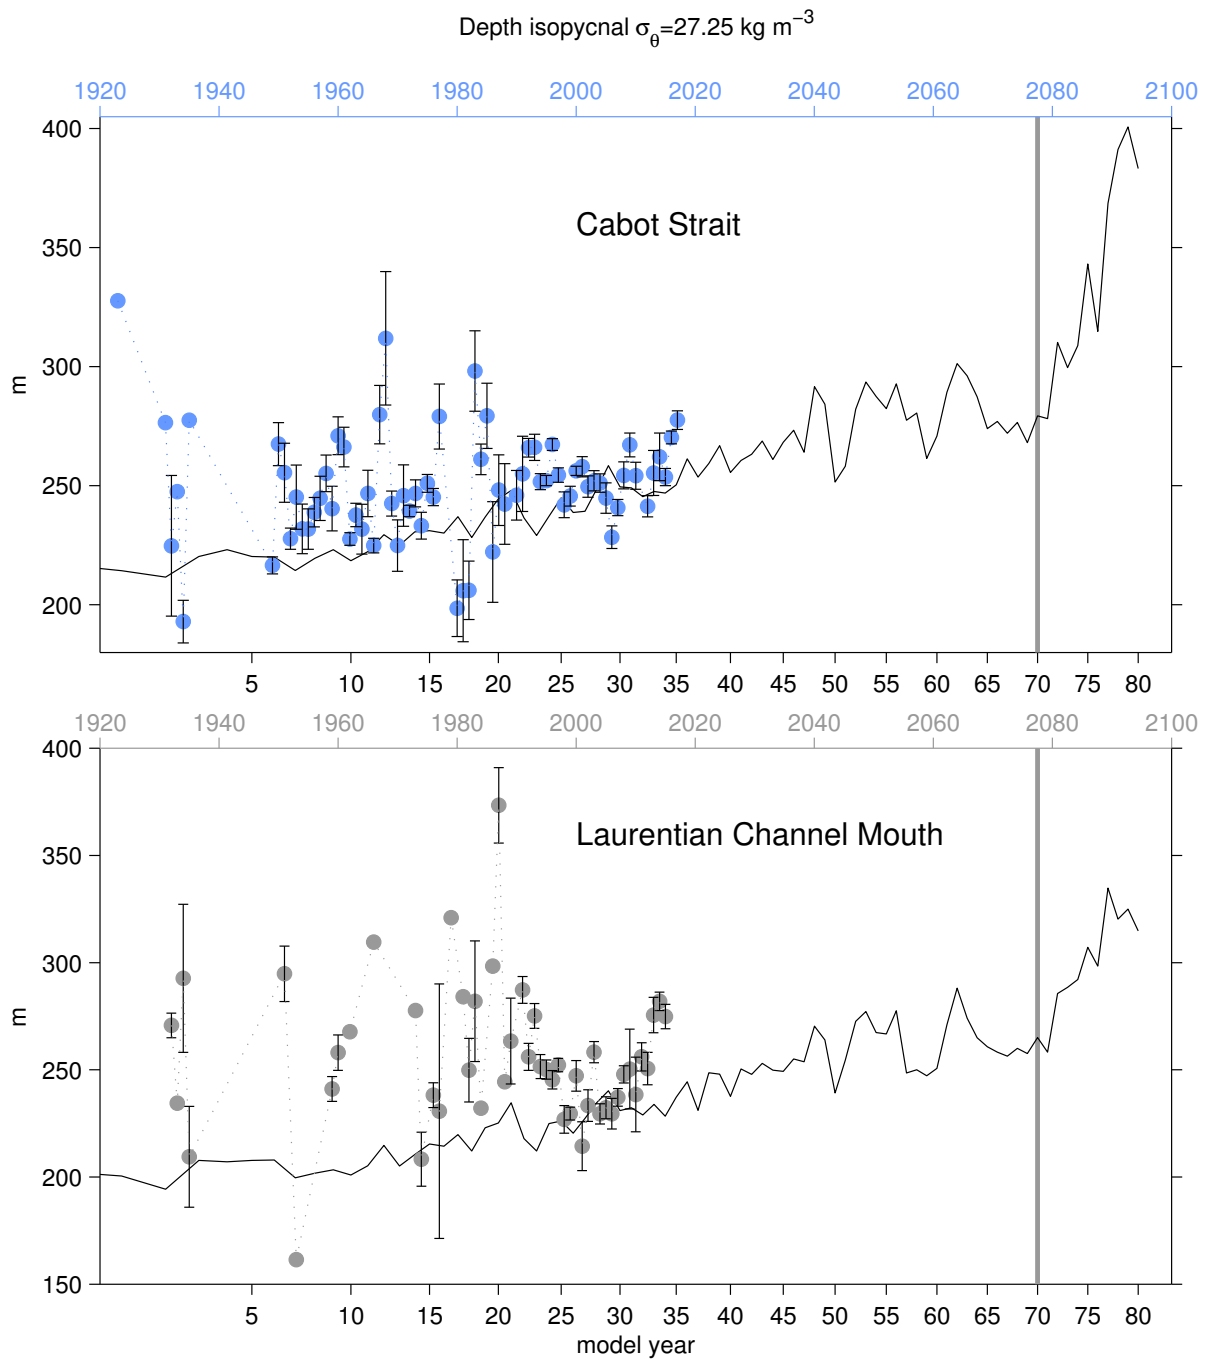 Depth isopycnal σθ=27.25 kg m−3
1920 1940 1960 1980 2000 2020 2040 2060 2080 2100
400
Cabot Strait
350
300
m
250
200
5 10 15 20 25 30 35 40 45 50 55 60 65 70 75 80
1920 1940 1960 1980 2000 2020 2040 2060 2080 2100
400
Laurentian Channel Mouth
350
300
m
250
200
150
5 10 15 20 25 30 35 40 45 50 55 60 65 70 75 80
model year